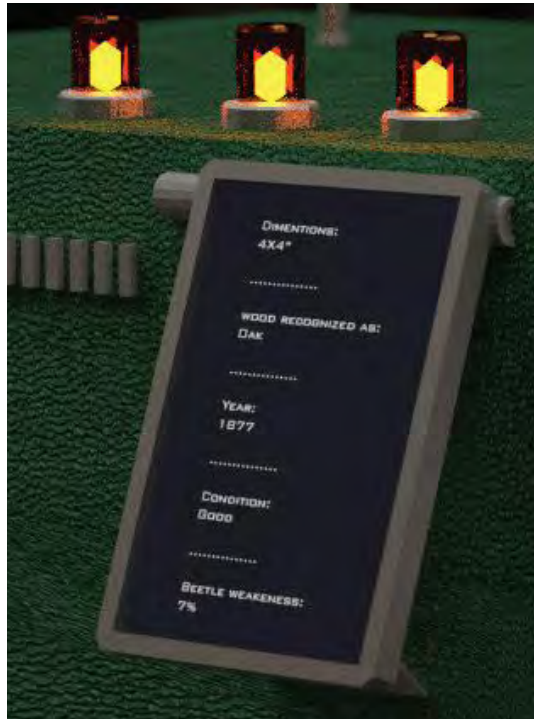 Dimentions:
4X4"
................
wood recognized as:
Oak
................
Year:
1877
................
Condition:
Good
................
Beetle weakeness:
7%